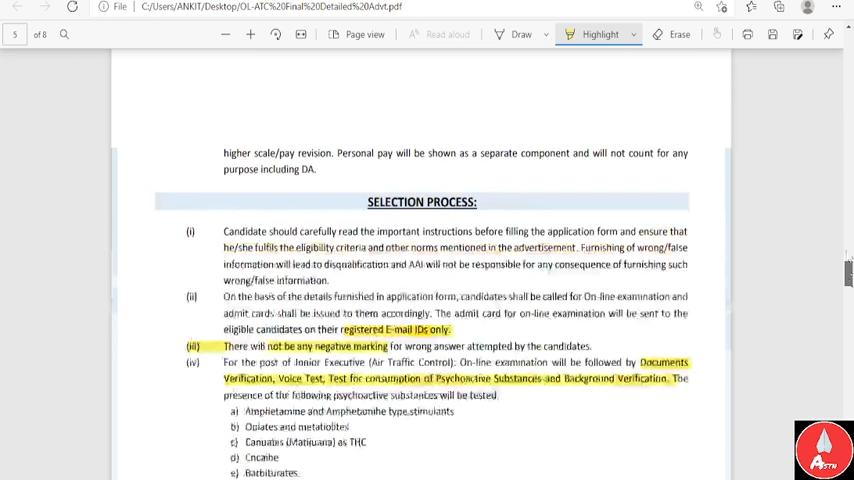 File | C:/Users/ANKIT/Desktop/OL-ATC%20Final%20Detailed%20Advt.pdf
5 of 8 Page view Read aloud Draw Highlight Erase
higher scale/pay revision. Personal pay will be shown as a separate component and will not count for any
purpose including DA.
SELECTION PROCESS:
(i) Candidate should carefully read the important instructions before filling the application form and ensure that
he/she fulfils the eligibility criteria and other norms mentioned in the advertisement. Furnishing of wrong/false
information will lead to disqualification and AAI will not be responsible for any consequence of furnishing such
wrong/false information.
(ii) On the basis of the details furnished in application form, candidates shall be called for On-line examination and
admit cards shall be issued to them accordingly. The admit card for on-line examination will be sent to the
eligible candidates on their registered E-mail IDs only.
(iii) There will not be any negative marking for wrong answer attempted by the candidates.
(iv) For the post of Junior Executive (Air Traffic Control): On-line examination will be followed by Documents
Verification, Voice Test, Test for consumption of Psychoactive Substances and Background Verification. The
presence of the following psychoactive substances will be tested.
a) Amphetamine and Amphetamine type stimulants
b) Opiates and metabolites
c) (Marijuana) as THC
d)
e) Barbiturates.
ASTN